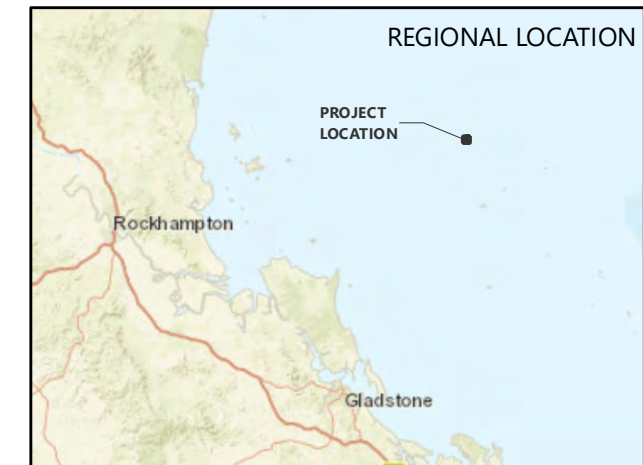 REGIONAL LOCATION
PROJECT
LOCATION
Rockhampton
Gladstone